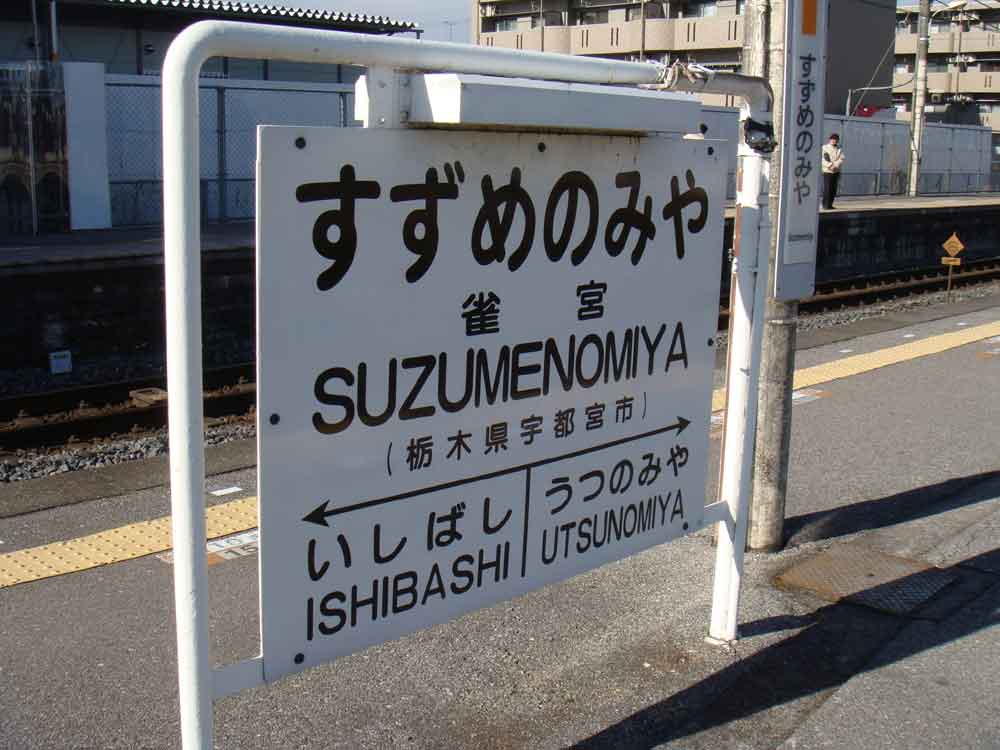 すずめのみや
雀宮
SUZUMENOMIYA
(栃木県宇都宮市)
いしばし
ISHIBASHI
うつのみや
UTSUNOMIYA
すずめのみや